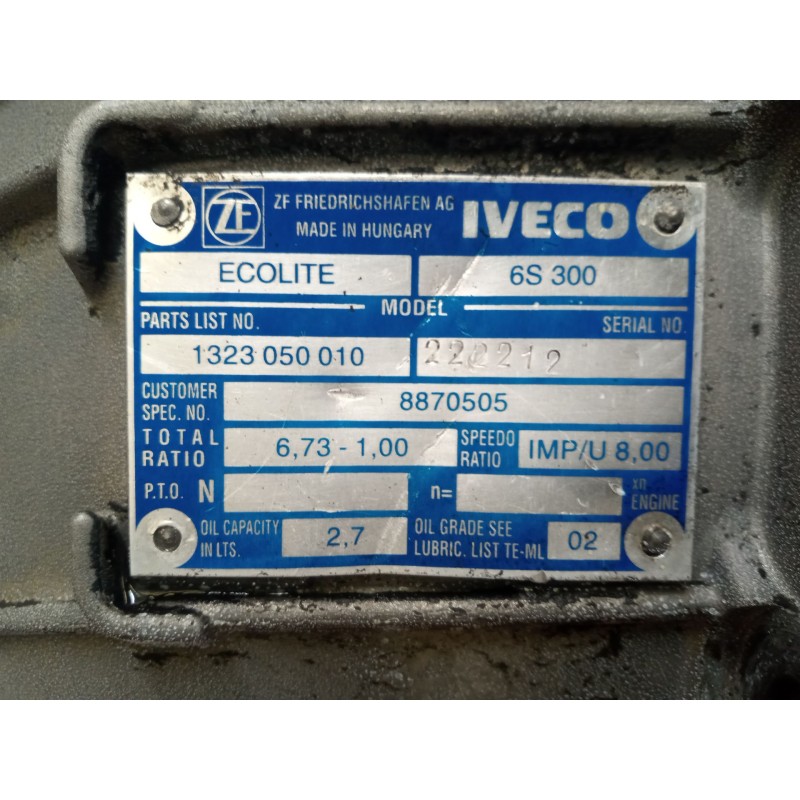 ZF ZF FRIEDRICHSHAFEN AG IVECO
MADE IN HUNGARY
ECOLITE 6S 300
MODEL
PARTS LIST NO. SERIAL NO.
1323 050 010 222212
CUSTOMER SPEC. NO. 8870505
TOTAL RATIO 6,73 - 1,00 SPEEDO RATIO IMP/U 8,00
P.T.O. N n= xn ENGINE
OIL CAPACITY IN LTS. 2,7 OIL GRADE SEE LUBRIC. LIST TE-ML 02